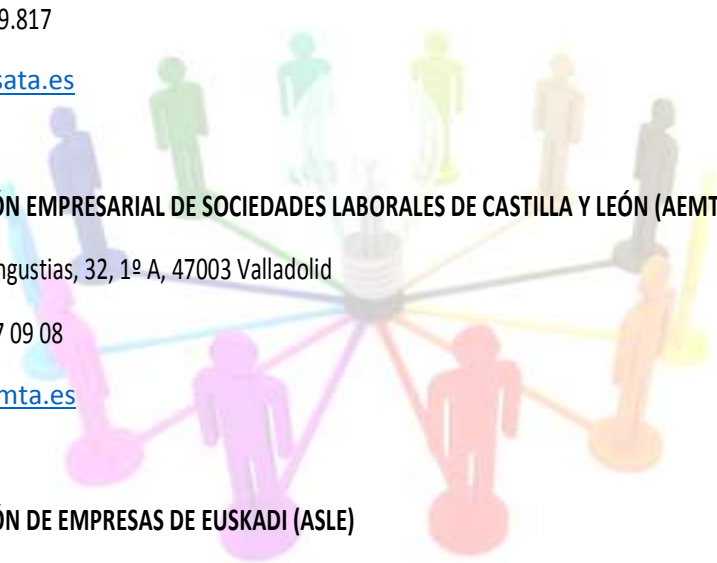 9.817
sata.es
ÓN EMPRESARIAL DE SOCIEDADES LABORALES DE CASTILLA Y LEÓN (AEMT
ngustias, 32, 1º A, 47003 Valladolid
7 09 08
mta.es
ÓN DE EMPRESAS DE EUSKADI (ASLE)